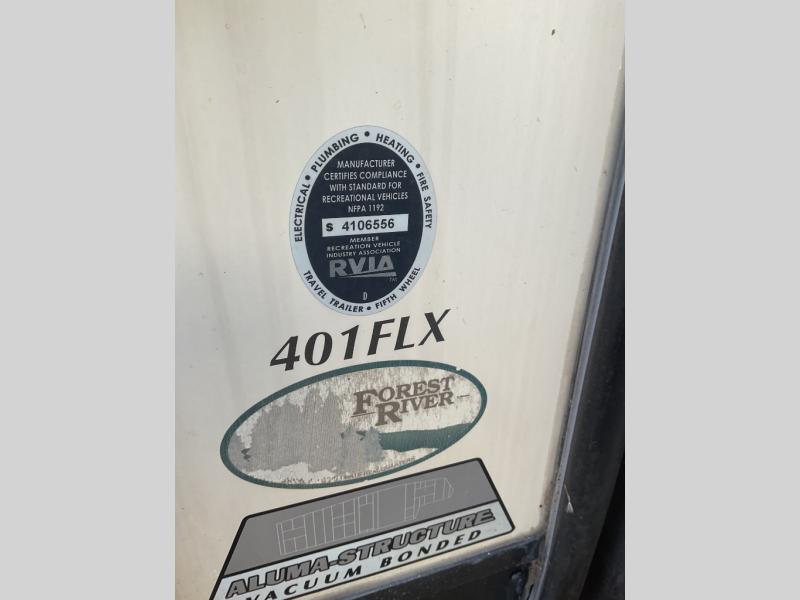 ELECTRICAL • PLUMBING • HEATING • FIRE SAFETY
MANUFACTURER
CERTIFIES COMPLIANCE
WITH STANDARD FOR
RECREATIONAL VEHICLES
NFPA 1192
S 4106556
MEMBER
RECREATION VEHICLE
INDUSTRY ASSOCIATION
RVIA
D
TRAVEL TRAILER • FIFTH WHEEL
401FLX
FOREST
RIVER
ALUMA-STRUCTURE
VACUUM BONDED